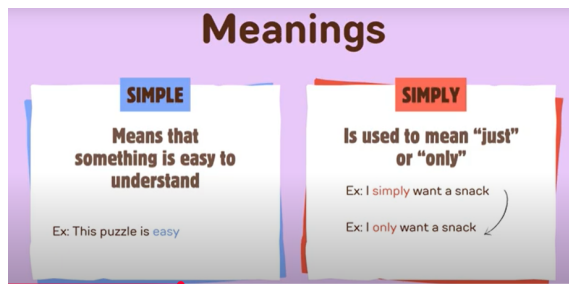 Meanings
SIMPLE
Means that
something is easy to
understand
Ex: This puzzle is easy
SIMPLY
Is used to mean “just”
or “only”
Ex: I simply want a snack
Ex: I only want a snack